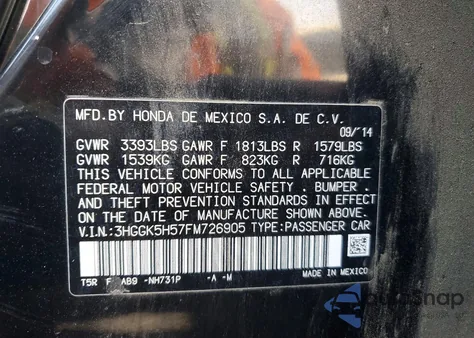 MFD.BY HONDA DE MEXICO S.A. DE C.V.
09/'14
GVWR 3393LBS GAWR F 1813LBS R 1579LBS
GVWR 1539KG GAWR F 823KG R 716KG
THIS VEHICLE CONFORMS TO ALL APPLICABLE
FEDERAL MOTOR VEHICLE SAFETY . BUMPER .
AND THEFT PREVENTION STANDARDS IN EFFECT
ON THE DATE OF MANUFACTURE SHOWN ABOVE.
V.I.N.:3HGGK5H57FM726905 TYPE:PASSENGER CAR
T5R F AB9 -NH731P -A -M MADE IN MEXICO
AutoSnap